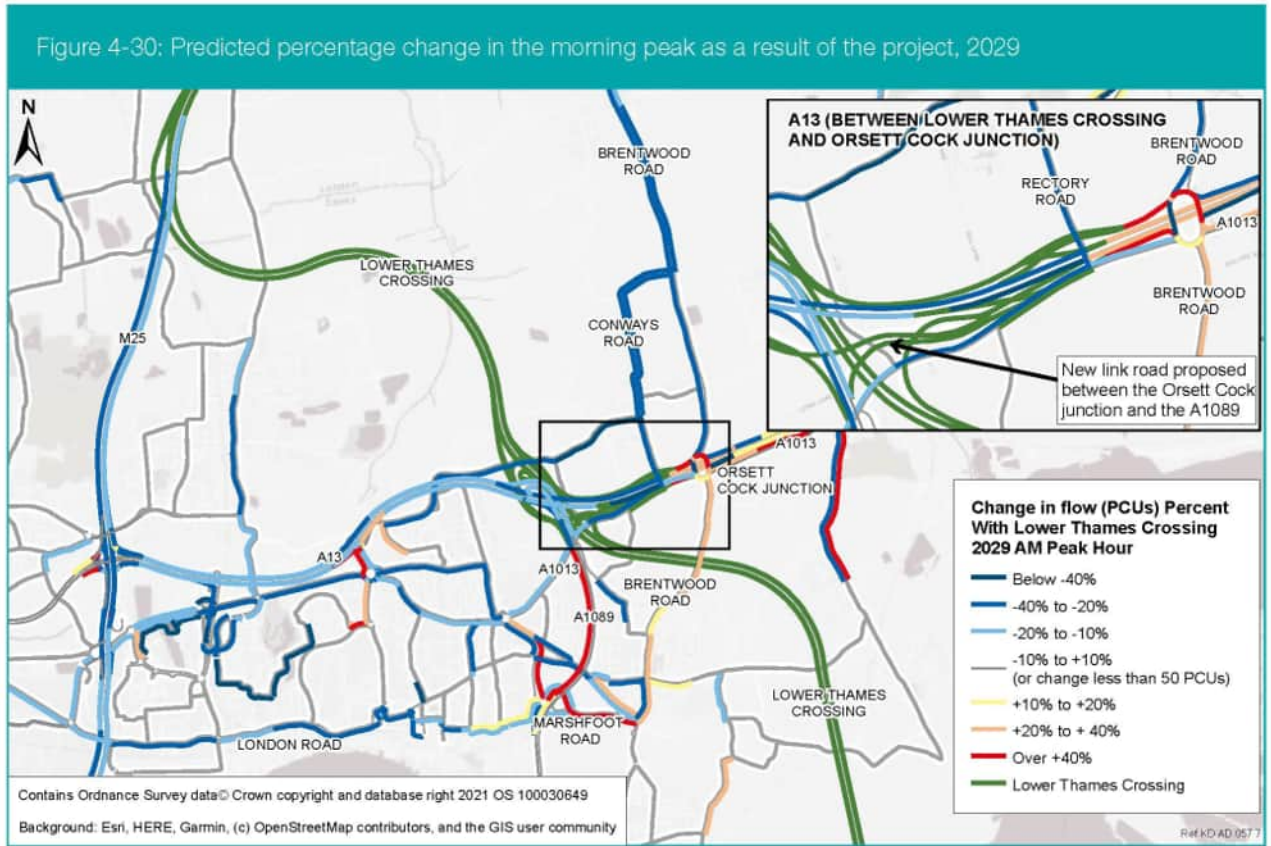 Figure 4-30: Predicted percentage change in the morning peak as a result of the project, 2029
N
BRENTWOOD
ROAD
LOWER THAMES
CROSSING
M25
CONWAYS
ROAD
A1013
ORSETT
COCK JUNCTION
A13
A1013
A1089
BRENTWOOD
ROAD
LOWER THAMES
CROSSING
MARSHFOOT
ROAD
LONDON ROAD
A13 (BETWEEN LOWER THAMES CROSSING
AND ORSETT COCK JUNCTION)
BRENTWOOD
ROAD
RECTORY
ROAD
A1013
BRENTWOOD
ROAD
New link road proposed
between the Orsett Cock
junction and the A1089
Change in flow (PCUs) Percent
With Lower Thames Crossing
2029 AM Peak Hour
Below -40%
-40% to -20%
-20% to -10%
-10% to +10%
(or change less than 50 PCUs)
+10% to +20%
+20% to + 40%
Over +40%
Lower Thames Crossing
Contains Ordnance Survey data© Crown copyright and database right 2021 OS 100030649
Background: Esri, HERE, Garmin, (c) OpenStreetMap contributors, and the GIS user community